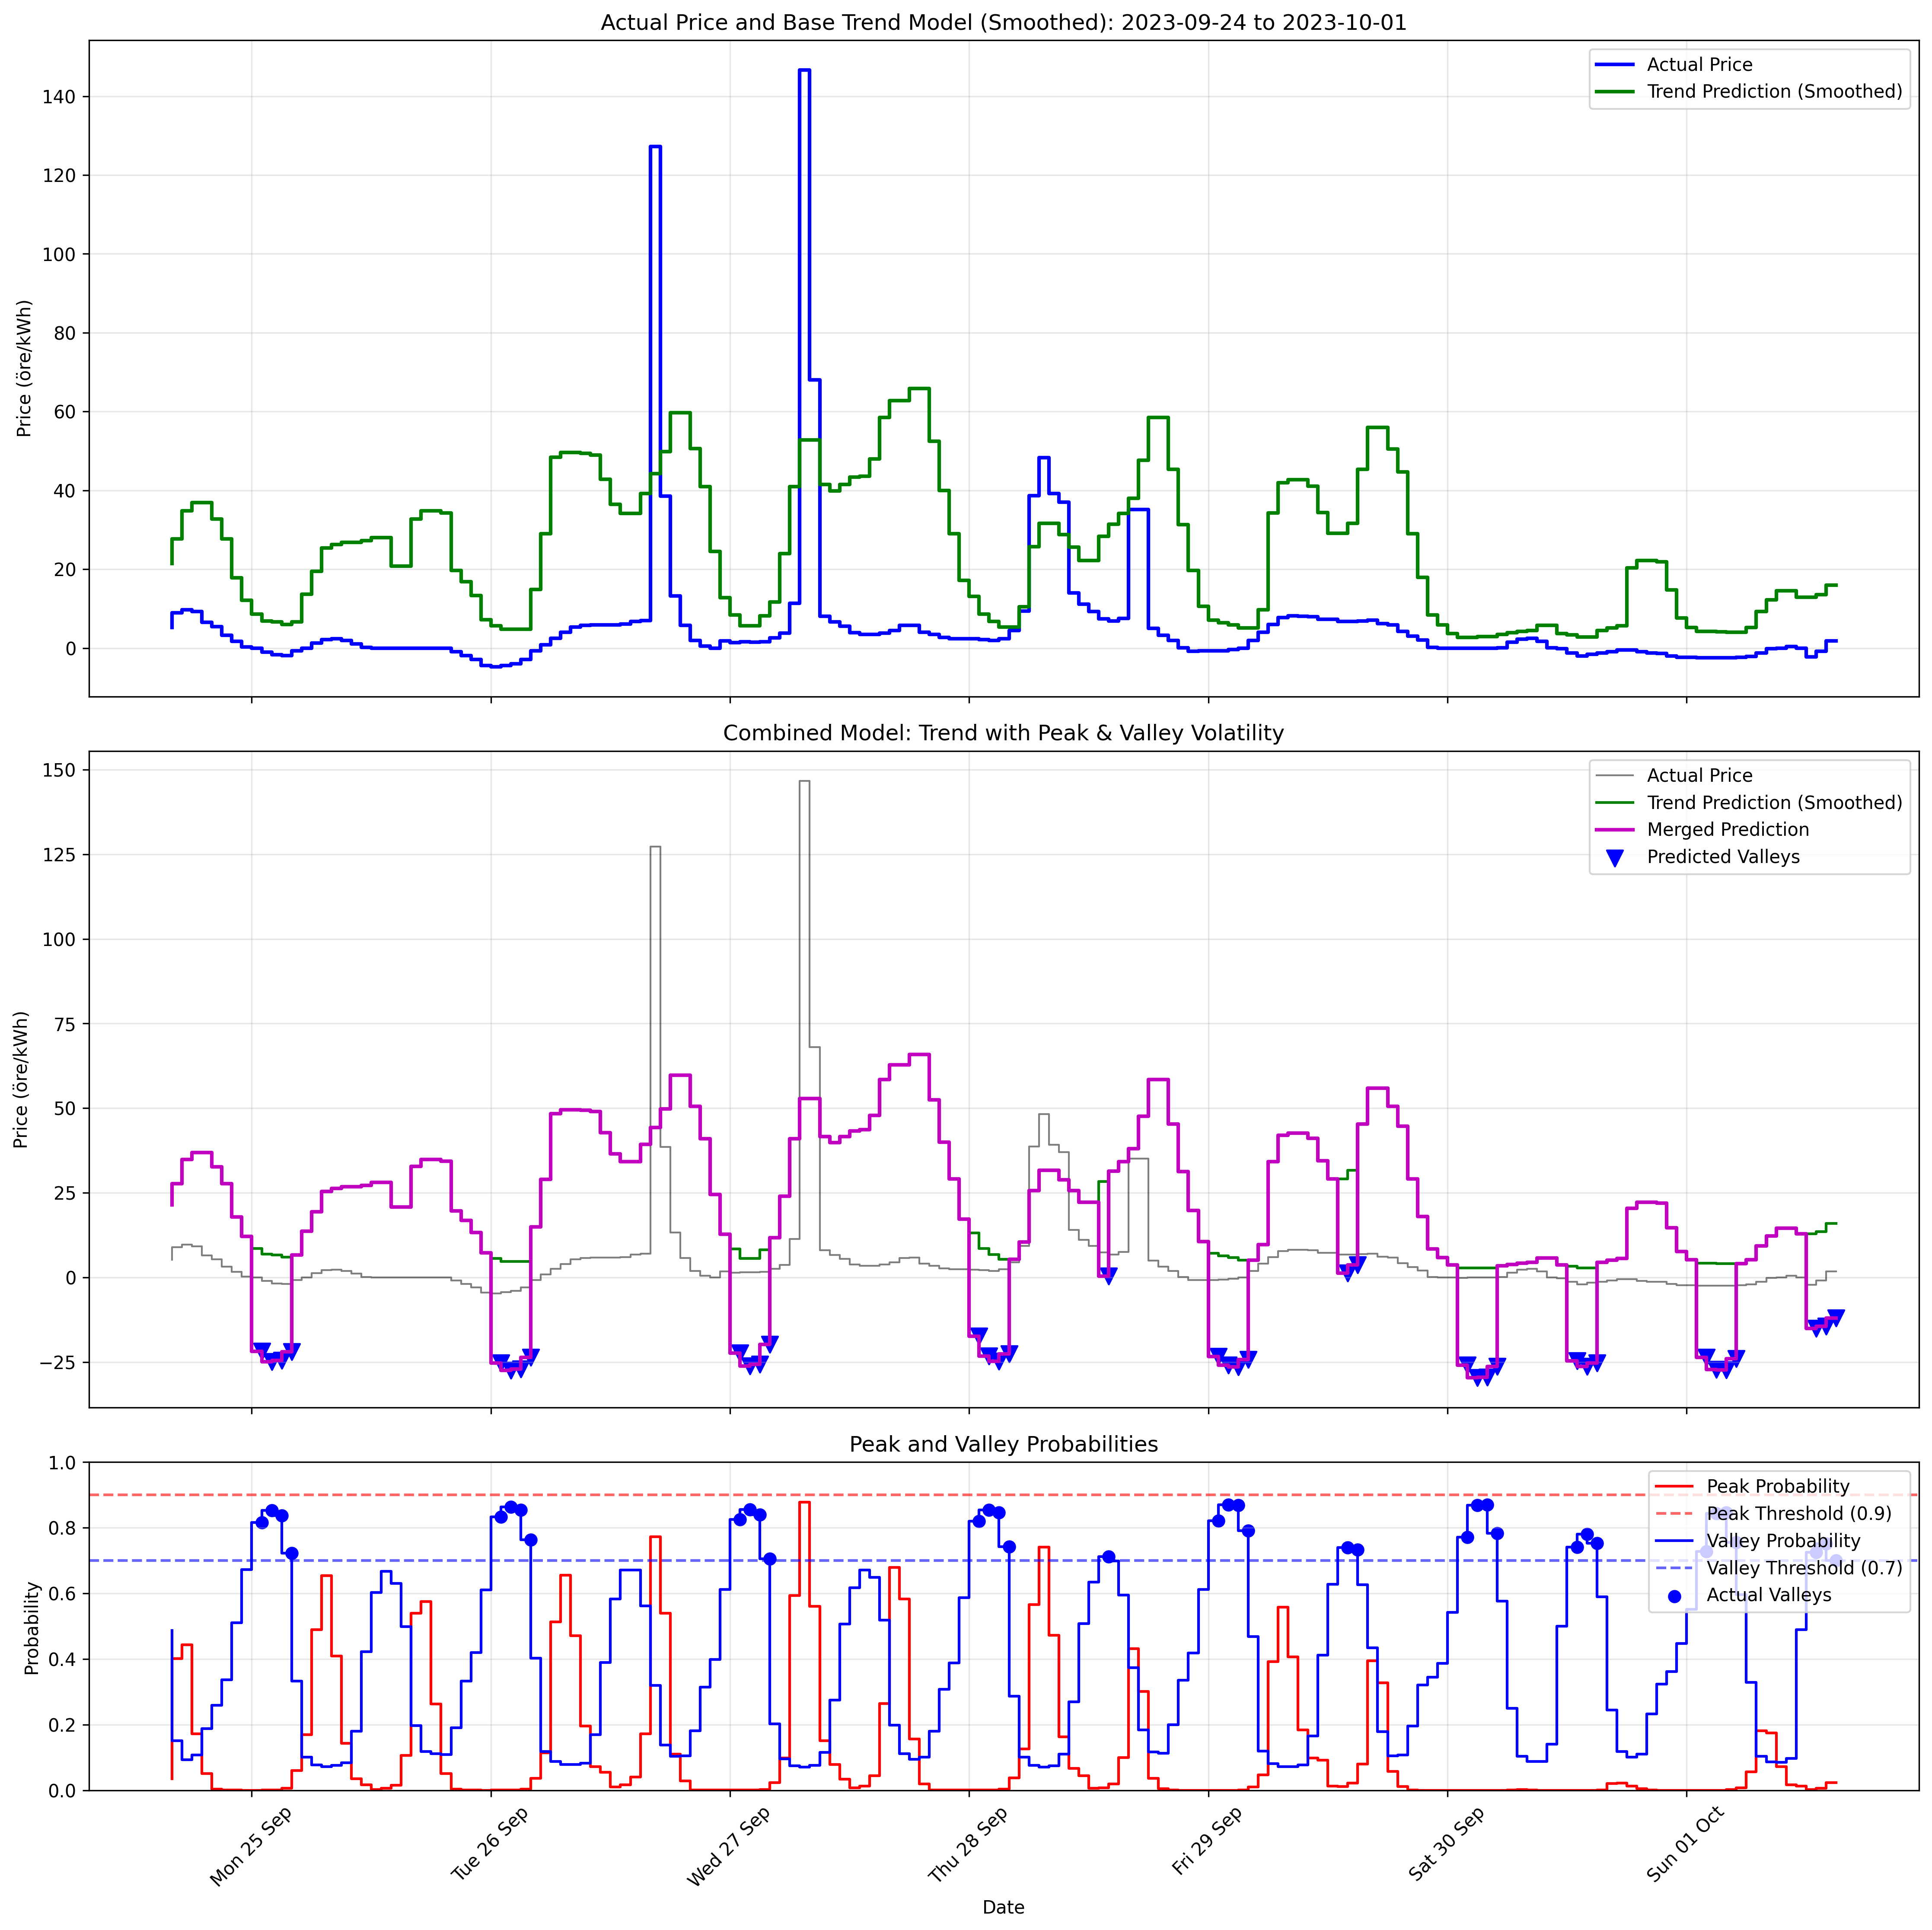 Actual Price and Base Trend Model (Smoothed): 2023-09-24 to 2023-10-01
Price (öre/kWh)
140
120
100
80
60
40
20
0
Actual Price
Trend Prediction (Smoothed)
Combined Model: Trend with Peak & Valley Volatility
Price (öre/kWh)
150
125
100
75
50
25
0
−25
Actual Price
Trend Prediction (Smoothed)
Merged Prediction
Predicted Valleys
Peak and Valley Probabilities
Probability
1.0
0.8
0.6
0.4
0.2
0.0
Peak Probability
Peak Threshold (0.9)
Valley Probability
Valley Threshold (0.7)
Actual Valleys
Mon 25 Sep
Tue 26 Sep
Wed 27 Sep
Thu 28 Sep
Fri 29 Sep
Sat 30 Sep
Sun 01 Oct
Date